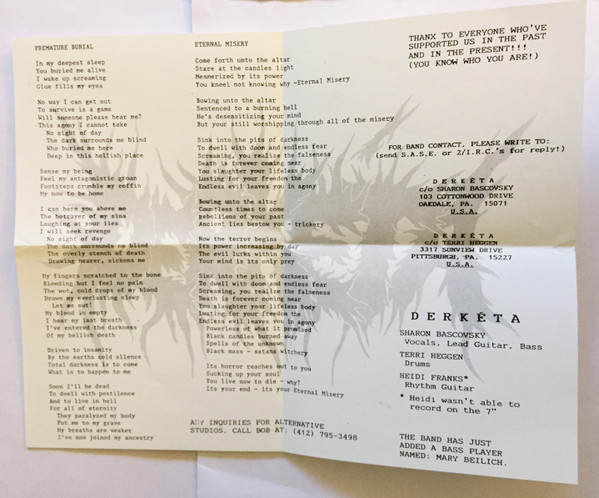 PREMATURE BURIAL
In my deepest sleep
You buried me alive
I wake up screaming
Glue fills my eyes
No way I can get out
To survive is a game
Will someone please hear me?
This agony I cannot take
No sight of day
The dark surrounds me blind
Who buried me here
Deep in this hellish place
Sense my being
Feel my antagonistic groan
Footsteps crumble my coffin
My now to be home
I can hear you above me
The betrayer of my sins
Laughing at your lies
I will seek revenge
No sight of day
The dark surrounds me blind
The overly stench of death
Drawing nearer, sickens me
My fingers scratched to the bone
Bleeding but I feel no pain
The wet, cold drops of my blood
Drown my everlasting sleep
Let me out!
My blood is empty
I hear my last breath
I've entered the darkness
Of my hellish death
Driven to insanity
By the earths cold silence
Total darkness is to come
What is to happen to me
Soon I'll be dead
To dwell with pestilence
And to live in hell
For all of eternity
They paralyzed my body
Put me to my grave
My breaths are weaker
I've now joined my ancestry
ETERNAL MISERY
Come forth unto the altar
Stare at the candles light
Mesmerized by its power
You kneel not knowing why -Eternal Misery
Bowing unto the altar
Sentenced to a burning hell
He's desensitizing your mind
But your still worshipping through all of the misery
Sink into the pits of darkness
To dwell with doom and endless fear
Screaming, you realize the falseness
Death is forever coming near
You slaughter your lifeless body
Lusting for your freedom the
Endless evil leaves you in agony
Bowing unto the altar
Countless times to come
Rebellions of your past
Ancient lies bestow you - trickery
Now the terror begins
Its power increasing by day
The evil lurks within you
Your mind is its only prey
Sink into the pits of darkness
To dwell with doom and endless fear
Screaming, you realize the falseness
Death is forever coming near
You slaughter your lifeless body
Lusting for your freedom the
Endless evil leaves you in agony
Powerless of what it promised
Black candles burned away
Spells of the unknown
Black mass - satans witchery
Its horror reaches out to you
Sucking up your soul
You live now to die - why?
Its your end - its your Eternal Misery
ANY INQUIRIES FOR ALTERNATIVE
STUDIOS. CALL BOB AT: (412) 795-3498
THANX TO EVERYONE WHO'VE
SUPPORTED US IN THE PAST
AND IN THE PRESENT!!!
(YOU KNOW WHO YOU ARE!)
FOR BAND CONTACT, PLEASE WRITE TO:
(send S.A.S.E. or 2/I.R.C.'s for reply!)
DERKÉTA
c/o SHARON BASCOVSKY
103 COTTONWOOD DRIVE
OAKDALE, PA. 15071
U.S.A.
DERKÉTA
c/o TERRI HEGGEN
3317 SUNVIEW DRIVE
PITTSBURGH, PA. 15227
U.S.A.
DERKÉTA
SHARON BASCOVSKY
Vocals, Lead Guitar, Bass
TERRI HEGGEN
Drums
HEIDI FRANKS*
Rhythm Guitar
* Heidi wasn't able to
record on the 7"
THE BAND HAS JUST
ADDED A BASS PLAYER
NAMED: MARY BEILICH.